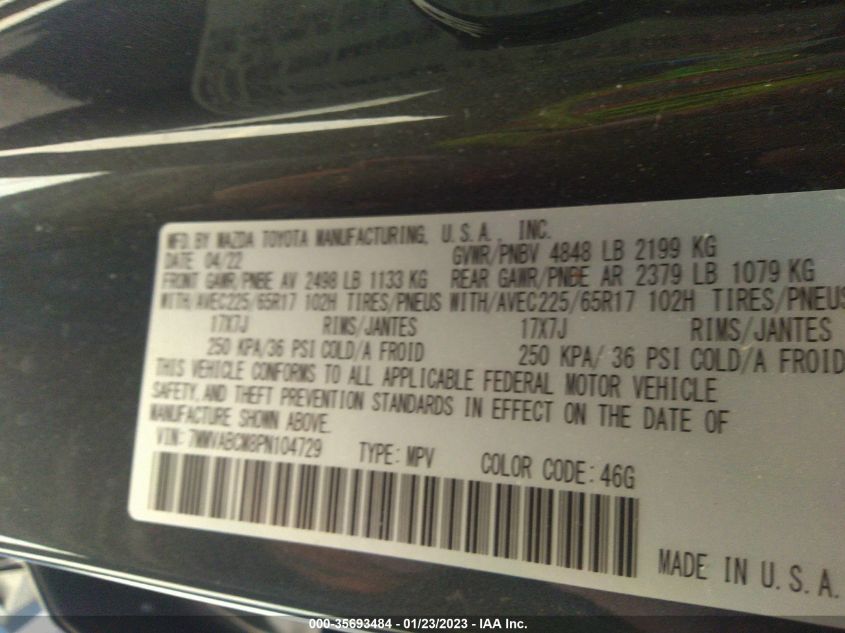 MFD. BY MAZDA TOYOTA MANUFACTURING, U.S.A., INC.
DATE 04/22 GVWR/PNBV 4848 LB 2199 KG
FRONT GAWR/PNBE AV 2498 LB 1133 KG REAR GAWR/PNBE AR 2379 LB 1079 KG
WITH/AVEC225/65R17 102H TIRES/PNEUS WITH/AVEC225/65R17 102H TIRES/PNEUS
17X7J RIMS/JANTES 17X7J RIMS/JANTES
250 KPA/36 PSI COLD/A FROID 250 KPA/ 36 PSI COLD/A FROID
THIS VEHICLE CONFORMS TO ALL APPLICABLE FEDERAL MOTOR VEHICLE
SAFETY, AND THEFT PREVENTION STANDARDS IN EFFECT ON THE DATE OF
MANUFACTURE SHOWN ABOVE.
VIN: 7MMVABCM8PN104729 TYPE: MPV COLOR CODE: 46G
MADE IN U.S.A.
000-35693484 — 01/23/2023 — IAA Inc.